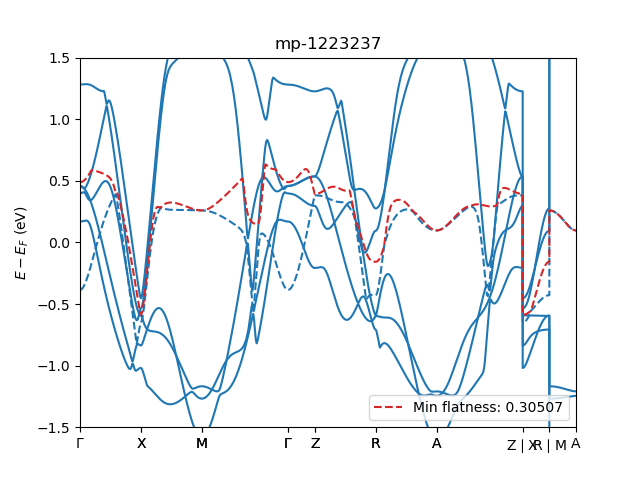 mp-1223237
E − E_F (eV)
1.5
1.0
0.5
0.0
−0.5
−1.0
−1.5
Min flatness: 0.30507
Γ X M Γ Z R A Z | X R | M A